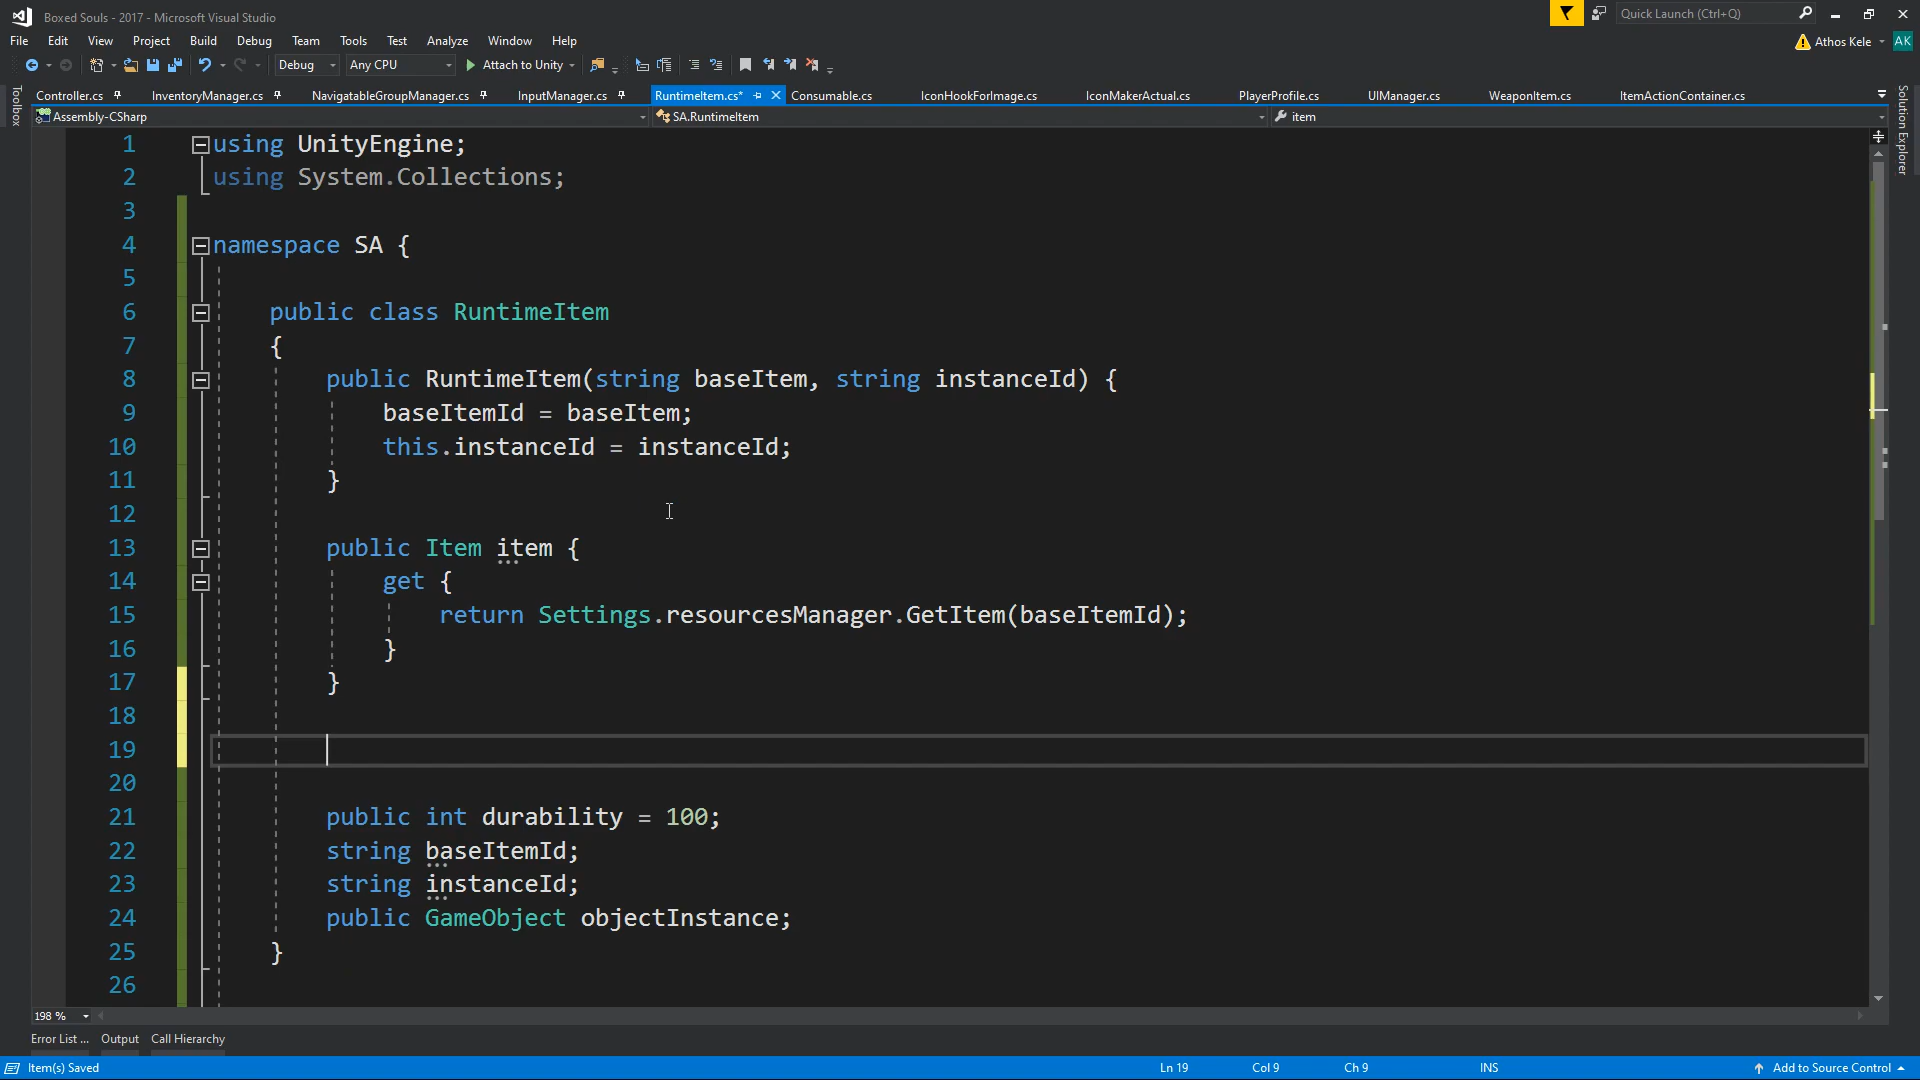 Boxed Souls - 2017 - Microsoft Visual Studio
Quick Launch (Ctrl+Q)
File Edit View Project Build Debug Team Tools Test Analyze Window Help
Athos Kele AK
Debug Any CPU Attach to Unity
Toolbox
Controller.cs InventoryManager.cs NavigatableGroupManager.cs InputManager.cs RuntimeItem.cs* Consumable.cs IconHookForImage.cs IconMakerActual.cs PlayerProfile.cs UIManager.cs WeaponItem.cs ItemActionContainer.cs
Solution Explorer
Assembly-CSharp SA.RuntimeItem item
1 using UnityEngine;
2 using System.Collections;
3
4 namespace SA {
5
6 public class RuntimeItem
7 {
8 public RuntimeItem(string baseItem, string instanceId) {
9 baseItemId = baseItem;
10 this.instanceId = instanceId;
11 }
12
13 public Item item {
14 get {
15 return Settings.resourcesManager.GetItem(baseItemId);
16 }
17 }
18
19
20
21 public int durability = 100;
22 string baseItemId;
23 string instanceId;
24 public GameObject objectInstance;
25 }
26
198 %
Error List ... Output Call Hierarchy
Item(s) Saved Ln 19 Col 9 Ch 9 INS Add to Source Control